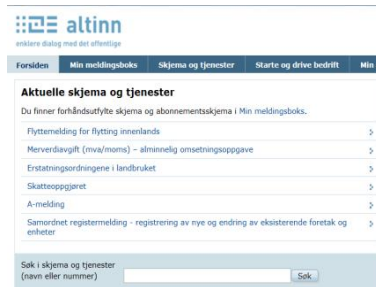 altinn
enklere dialog med det offentlige
Forsiden Min meldingsboks Skjema og tjenester Starte og drive bedrift Min
Aktuelle skjema og tjenester
Du finner forhåndsutfylte skjema og abonnementsskjema i Min meldingsboks.
Flyttemelding for flytting innenlands
Merverdiavgift (mva/moms) – alminnelig omsetningsoppgave
Erstatningsordningene i landbruket
Skatteoppgjøret
A-melding
Samordnet registermelding - registrering av nye og endring av eksisterende foretak og
enheter
Søk i skjema og tjenester
(navn eller nummer) Søk